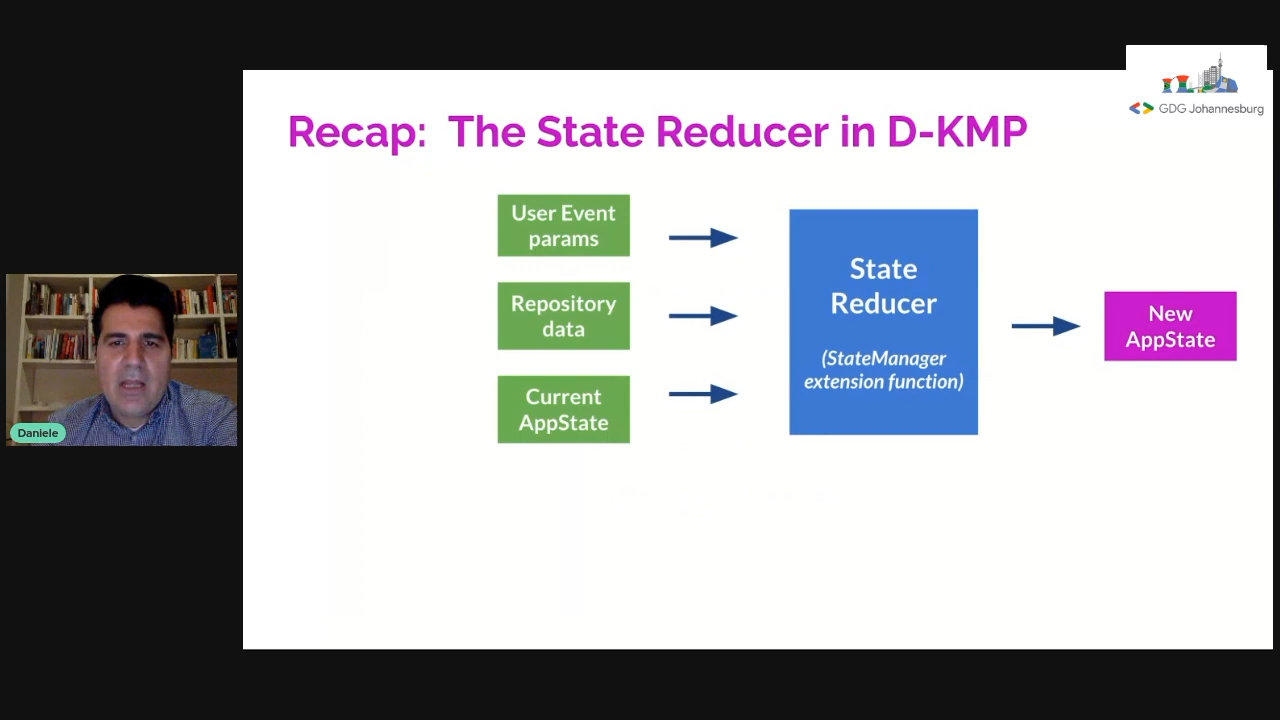 GDG Johannesburg
Recap: The State Reducer in D-KMP
User Event
params
Repository
data
Current
AppState
State
Reducer
(StateManager
extension function)
New
AppState
Daniele